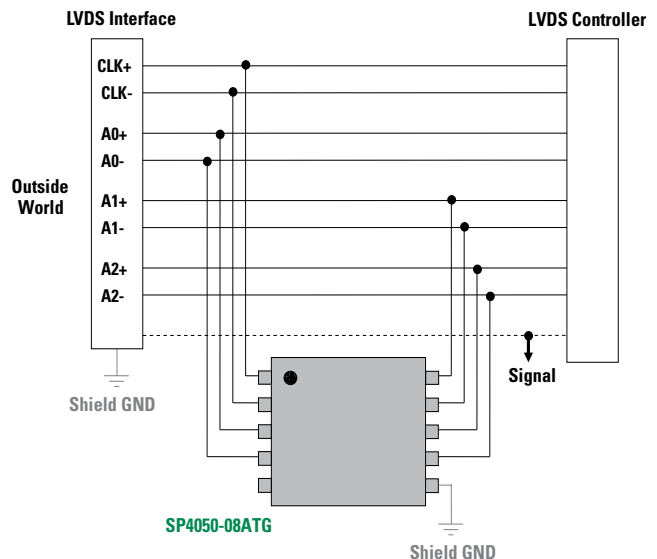 LVDS Interface
LVDS Controller
CLK+
CLK-
A0+
A0-
Outside
World
A1+
A1-
A2+
A2-
Signal
Shield GND
SP4050-08ATG
Shield GND